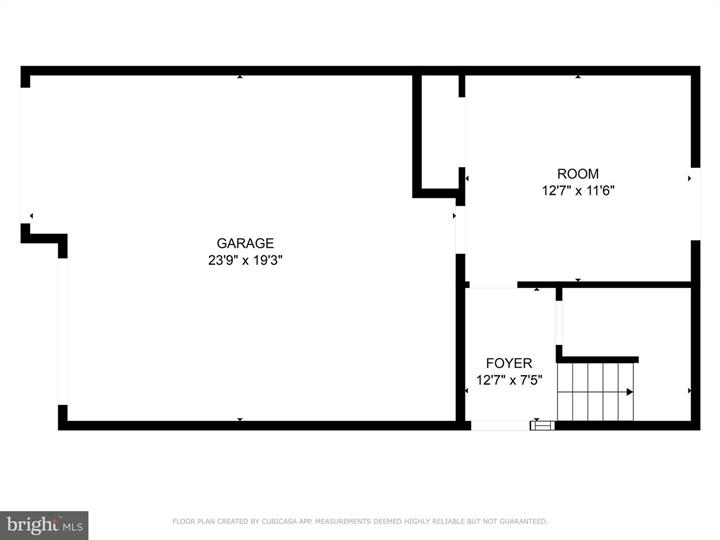 ROOM
12'7" x 11'6"
GARAGE
23'9" x 19'3"
FOYER
12'7" x 7'5"
bright MLS
FLOOR PLAN CREATED BY CUBICASA APP. MEASUREMENTS DEEMED HIGHLY RELIABLE BUT NOT GUARANTEED.